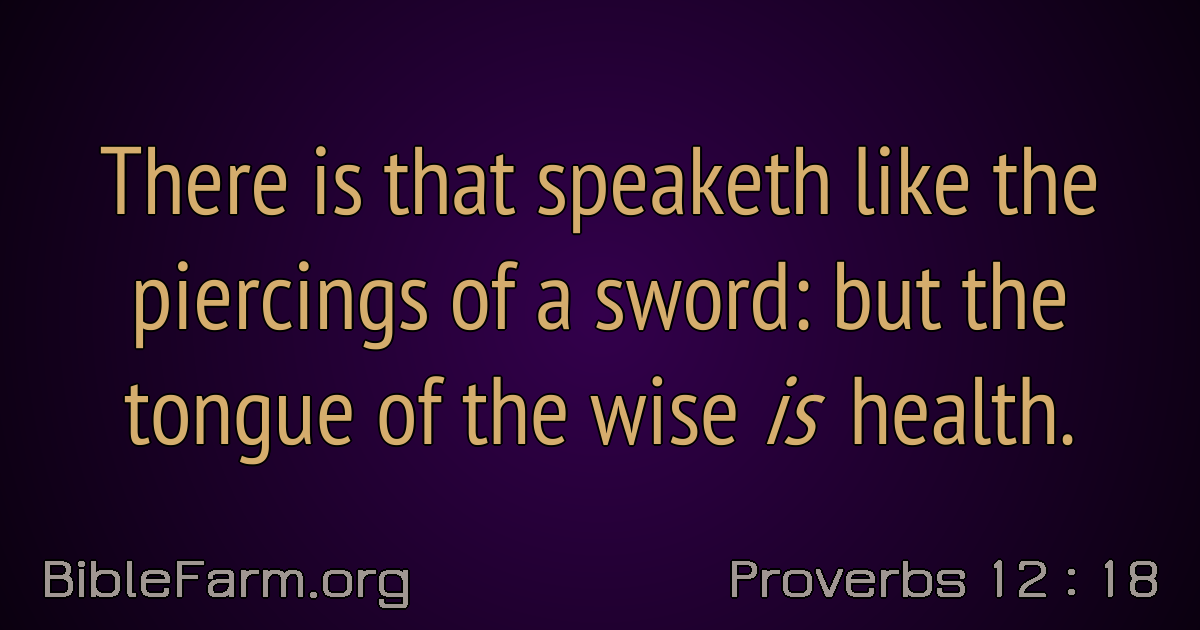 There is that speaketh like the
piercings of a sword: but the
tongue of the wise is health.
BibleFarm.org
Proverbs 12 : 18